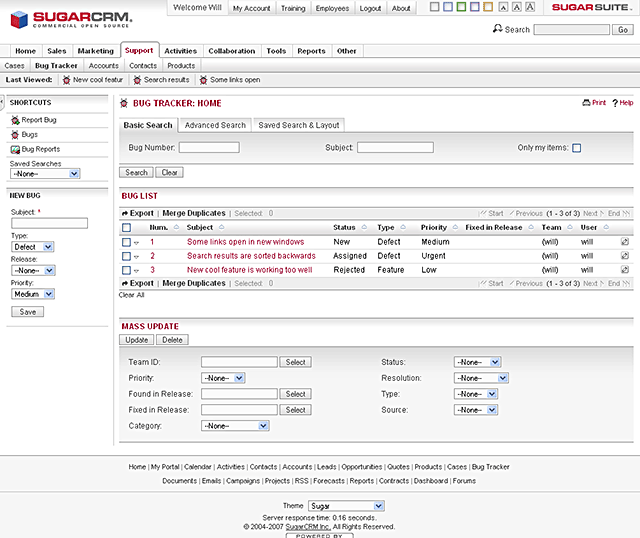 SUGARCRM.
COMMERCIAL OPEN SOURCE
Welcome Will My Account Training Employees Logout About A A A SUGARSUITE.
Search Go
Home Sales Marketing Support Activities Collaboration Tools Reports Other
Cases Bug Tracker Accounts Contacts Products
Last Viewed: New cool featur Search results Some links open
SHORTCUTS
Report Bug
Bugs
Bug Reports
Saved Searches
--None--
NEW BUG
Subject: *
Type:
Defect
Release:
--None--
Priority:
Medium
Save
BUG TRACKER: HOME Print ? Help
Basic Search Advanced Search Saved Search & Layout
Bug Number: Subject: Only my items:
Search Clear
BUG LIST
Export | Merge Duplicates | Selected: 0 Start Previous (1 - 3 of 3) Next End
Num. Subject Status Type Priority Fixed in Release Team User
1 Some links open in new windows New Defect Medium (will) will
2 Search results are sorted backwards Assigned Defect Urgent (will) will
3 New cool feature is working too well Rejected Feature Low (will) will
Export | Merge Duplicates | Selected: 0 Start Previous (1 - 3 of 3) Next End
Clear All
MASS UPDATE
Update Delete
Team ID: Select Status: --None--
Priority: --None-- Resolution: --None--
Found in Release: Select Type: --None--
Fixed in Release: Select Source: --None--
Category: --None--
Home | My Portal | Calendar | Activities | Contacts | Accounts | Leads | Opportunities | Quotes | Products | Cases | Bug Tracker
Documents | Emails | Campaigns | Projects | RSS | Forecasts | Reports | Contracts | Dashboard | Forums
Theme Sugar
Server response time: 0.16 seconds.
© 2004-2007 SugarCRM Inc. All Rights Reserved.
POWERED BY